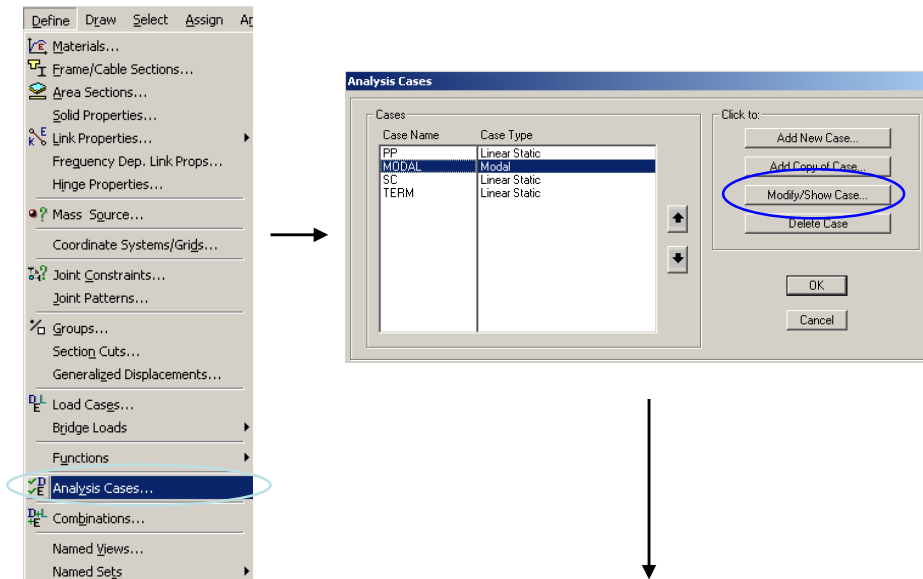 Define Draw Select Assign
Materials...
Frame/Cable Sections...
Area Sections...
Solid Properties...
Link Properties...
Frequency Dep. Link Props...
Hinge Properties...
Mass Source...
Coordinate Systems/Grids...
Joint Constraints...
Joint Patterns...
Groups...
Section Cuts...
Generalized Displacements...
Load Cases...
Bridge Loads
Functions
Analysis Cases...
Combinations...
Named Views...
Named Sets
Analysis Cases
Cases
Case Name Case Type
PP Linear Static
MODAL Modal
SC Linear Static
TERM Linear Static
Click to:
Add New Case...
Add Copy of Case...
Modify/Show Case...
Delete Case
OK
Cancel